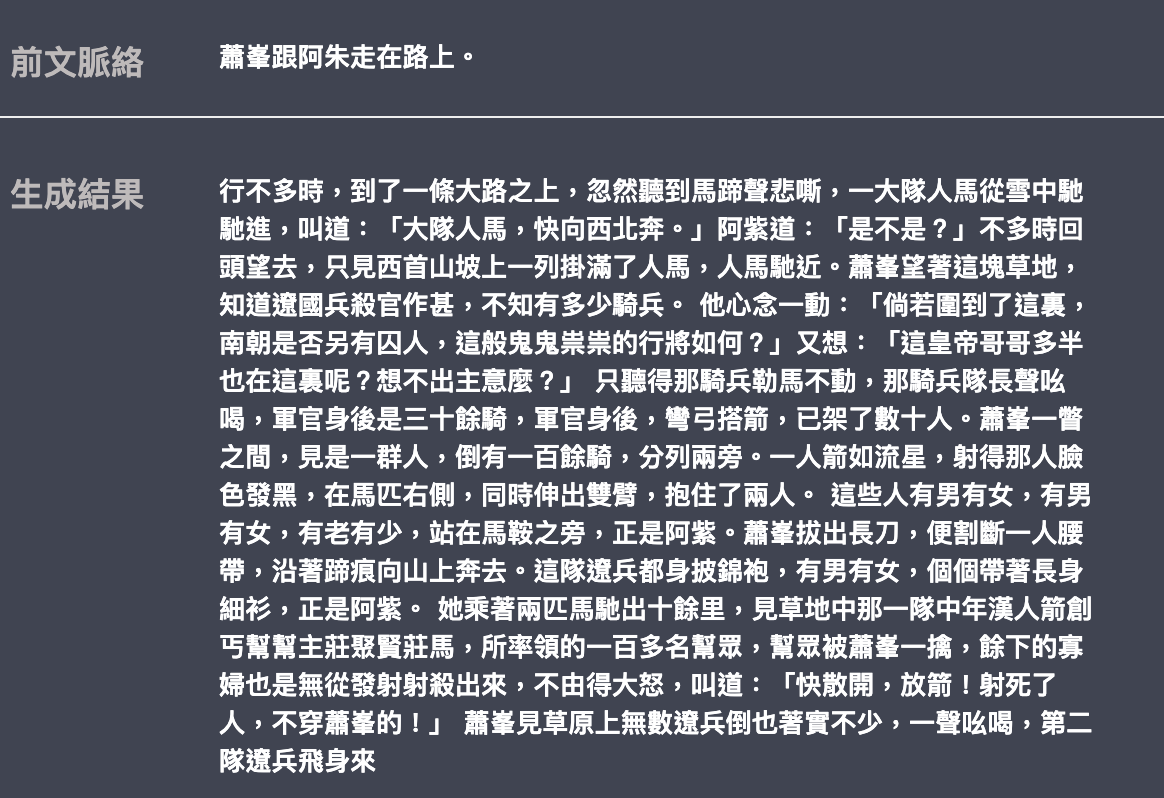 前文脈絡
蕭峯跟阿朱走在路上。
生成結果
行不多時，到了一條大路之上，忽然聽到馬蹄聲悲嘶，一大隊人馬從雪中馳
馳進，叫道：「大隊人馬，快向西北奔。」阿紫道：「是不是？」不多時回
頭望去，只見西首山坡上一列掛滿了人馬，人馬馳近。蕭峯望著這塊草地，
知道遼國兵殺官作甚，不知有多少騎兵。 他心念一動：「倘若圍到了這裏，
南朝是否另有囚人，這般鬼鬼祟祟的行將如何？」又想：「這皇帝哥哥多半
也在這裏呢？想不出主意麼？」 只聽得那騎兵勒馬不動，那騎兵隊長聲吆
喝，軍官身後是三十餘騎，軍官身後，彎弓搭箭，已架了數十人。蕭峯一瞥
之間，見是一群人，倒有一百餘騎，分列兩旁。一人箭如流星，射得那人臉
色發黑，在馬匹右側，同時伸出雙臂，抱住了兩人。 這些人有男有女，有男
有女，有老有少，站在馬鞍之旁，正是阿紫。蕭峯拔出長刀，便割斷一人腰
帶，沿著蹄痕向山上奔去。這隊遼兵都身披錦袍，有男有女，個個帶著長身
細衫，正是阿紫。 她乘著兩匹馬馳出十餘里，見草地中那一隊中年漢人箭創
丐幫幫主莊聚賢莊馬，所率領的一百多名幫眾，幫眾被蕭峯一擒，餘下的寡
婦也是無從發射射殺出來，不由得大怒，叫道：「快散開，放箭！射死了
人，不穿蕭峯的！」 蕭峯見草原上無數遼兵倒也著實不少，一聲吆喝，第二
隊遼兵飛身來